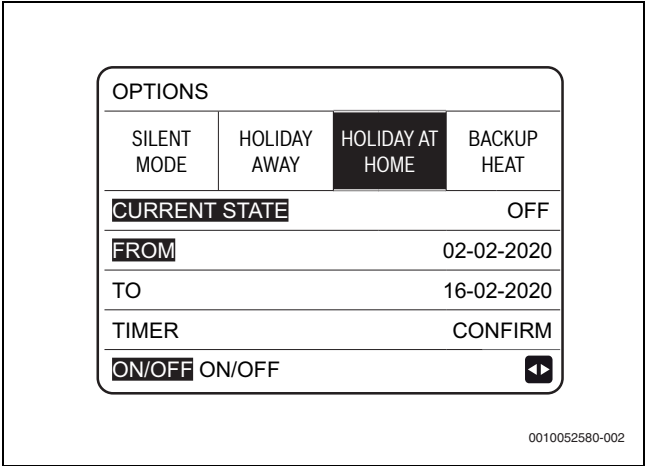 OPTIONS
SILENT MODE
HOLIDAY AWAY
HOLIDAY AT HOME
BACKUP HEAT
CURRENT STATE OFF
FROM 02-02-2020
TO 16-02-2020
TIMER CONFIRM
ON/OFF ON/OFF
0010052580-002